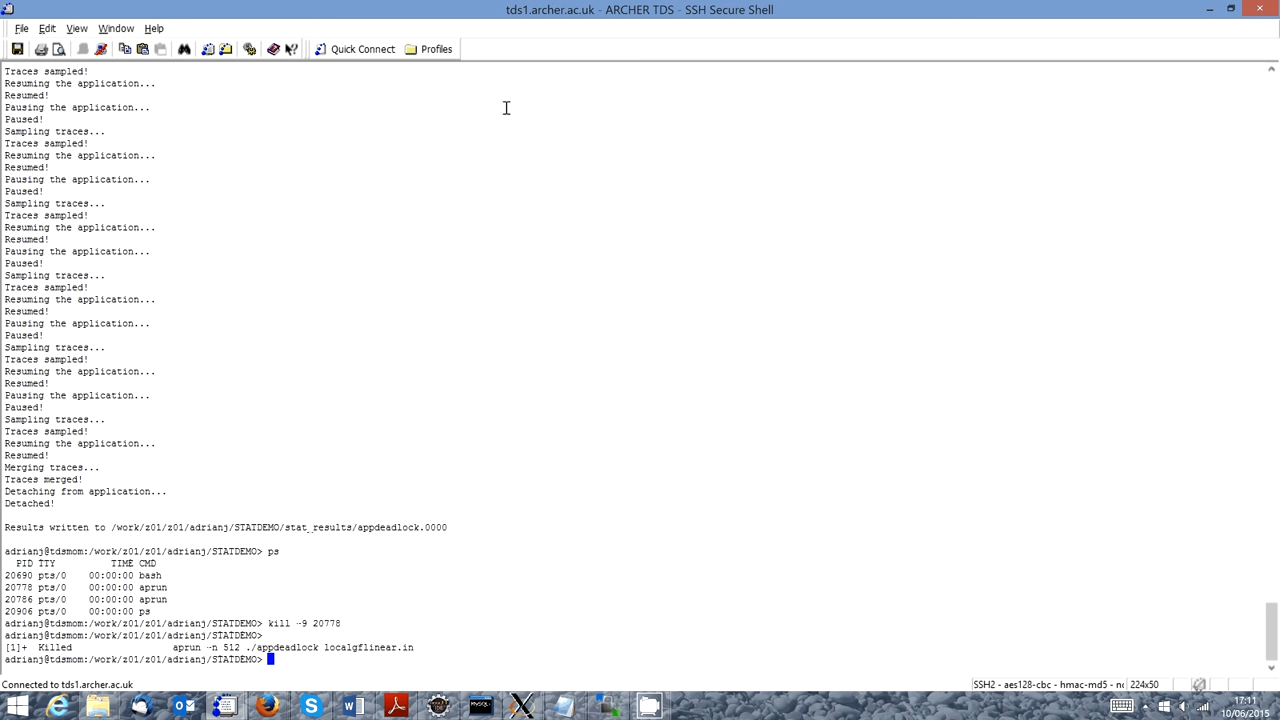 tds1.archer.ac.uk - ARCHER TDS - SSH Secure Shell
File Edit View Window Help
Quick Connect Profiles
Traces sampled!
Resuming the application...
Resumed!
Pausing the application...
Paused!
Sampling traces...
Traces sampled!
Resuming the application...
Resumed!
Pausing the application...
Paused!
Sampling traces...
Traces sampled!
Resuming the application...
Resumed!
Pausing the application...
Paused!
Sampling traces...
Traces sampled!
Resuming the application...
Resumed!
Pausing the application...
Paused!
Sampling traces...
Traces sampled!
Resuming the application...
Resumed!
Pausing the application...
Paused!
Sampling traces...
Traces sampled!
Resuming the application...
Resumed!
Merging traces...
Traces merged!
Detaching from application...
Detached!
Results written to /work/z01/z01/adrianj/STATDEMO/stat_results/appdeadlock.0000
adrianj@tdsmom:/work/z01/z01/adrianj/STATDEMO> ps
PID TTY TIME CMD
20690 pts/0 00:00:00 bash
20778 pts/0 00:00:00 aprun
20786 pts/0 00:00:00 aprun
20906 pts/0 00:00:00 ps
adrianj@tdsmom:/work/z01/z01/adrianj/STATDEMO> kill -9 20778
adrianj@tdsmom:/work/z01/z01/adrianj/STATDEMO>
[1]+ Killed aprun -n 512 ./appdeadlock localgflinear.in
adrianj@tdsmom:/work/z01/z01/adrianj/STATDEMO>
Connected to tds1.archer.ac.uk
SSH2 - aes128-cbc - hmac-md5 - 224x50
17:11
10/06/2015